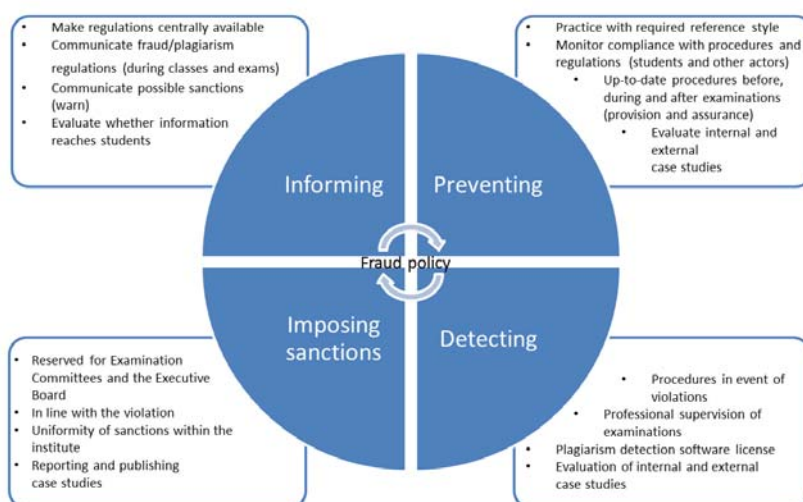 • Make regulations centrally available
• Communicate fraud/plagiarism
regulations (during classes and exams)
• Communicate possible sanctions
(warn)
• Evaluate whether information
reaches students
• Practice with required reference style
• Monitor compliance with procedures and
regulations (students and other actors)
• Up-to-date procedures before,
during and after examinations
(provision and assurance)
• Evaluate internal and
external
case studies
Informing
Preventing
Fraud policy
Imposing
sanctions
Detecting
• Reserved for Examination
Committees and the Executive
Board
• In line with the violation
• Uniformity of sanctions within the
institute
• Reporting and publishing
case studies
• Procedures in event of
violations
• Professional supervision of
examinations
• Plagiarism detection software license
• Evaluation of internal and external
case studies